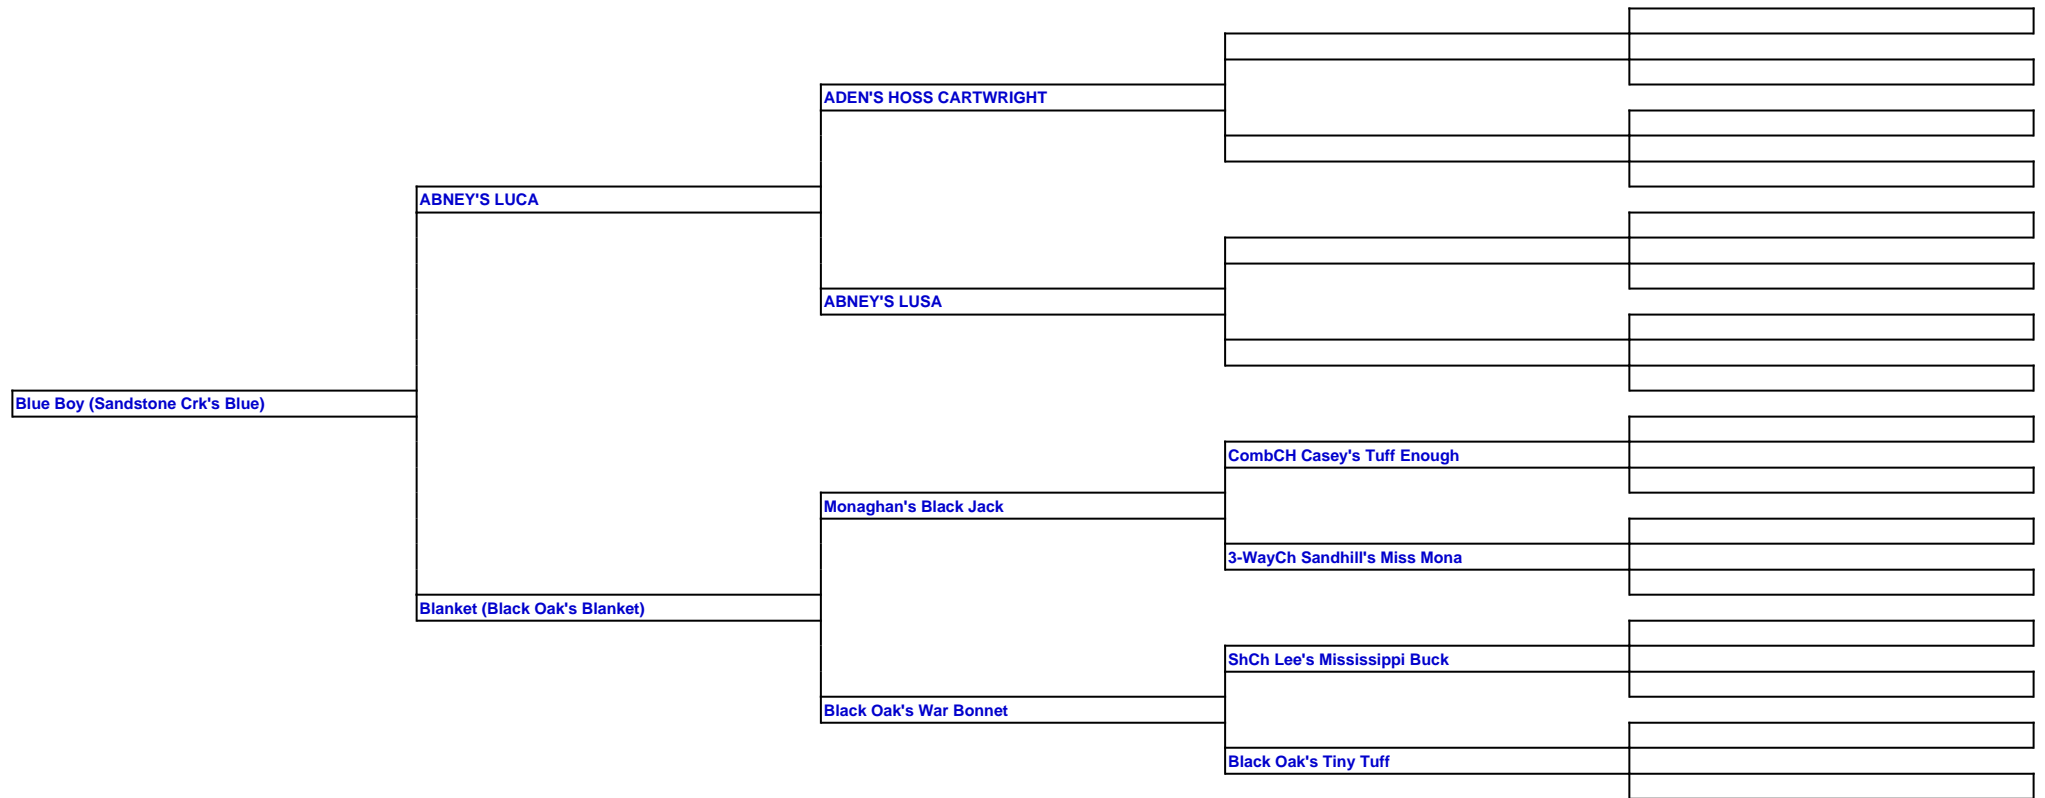 ADEN'S HOSS CARTWRIGHT
ABNEY'S LUCA
ABNEY'S LUSA
Blue Boy (Sandstone Crk's Blue)
CombCH Casey's Tuff Enough
Monaghan's Black Jack
3-WayCh Sandhill's Miss Mona
Blanket (Black Oak's Blanket)
ShCh Lee's Mississippi Buck
Black Oak's War Bonnet
Black Oak's Tiny Tuff